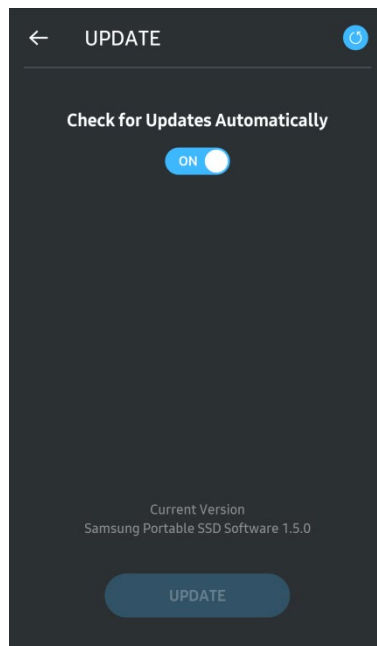 UPDATE
Check for Updates Automatically
ON
Current Version
Samsung Portable SSD Software 1.5.0
UPDATE